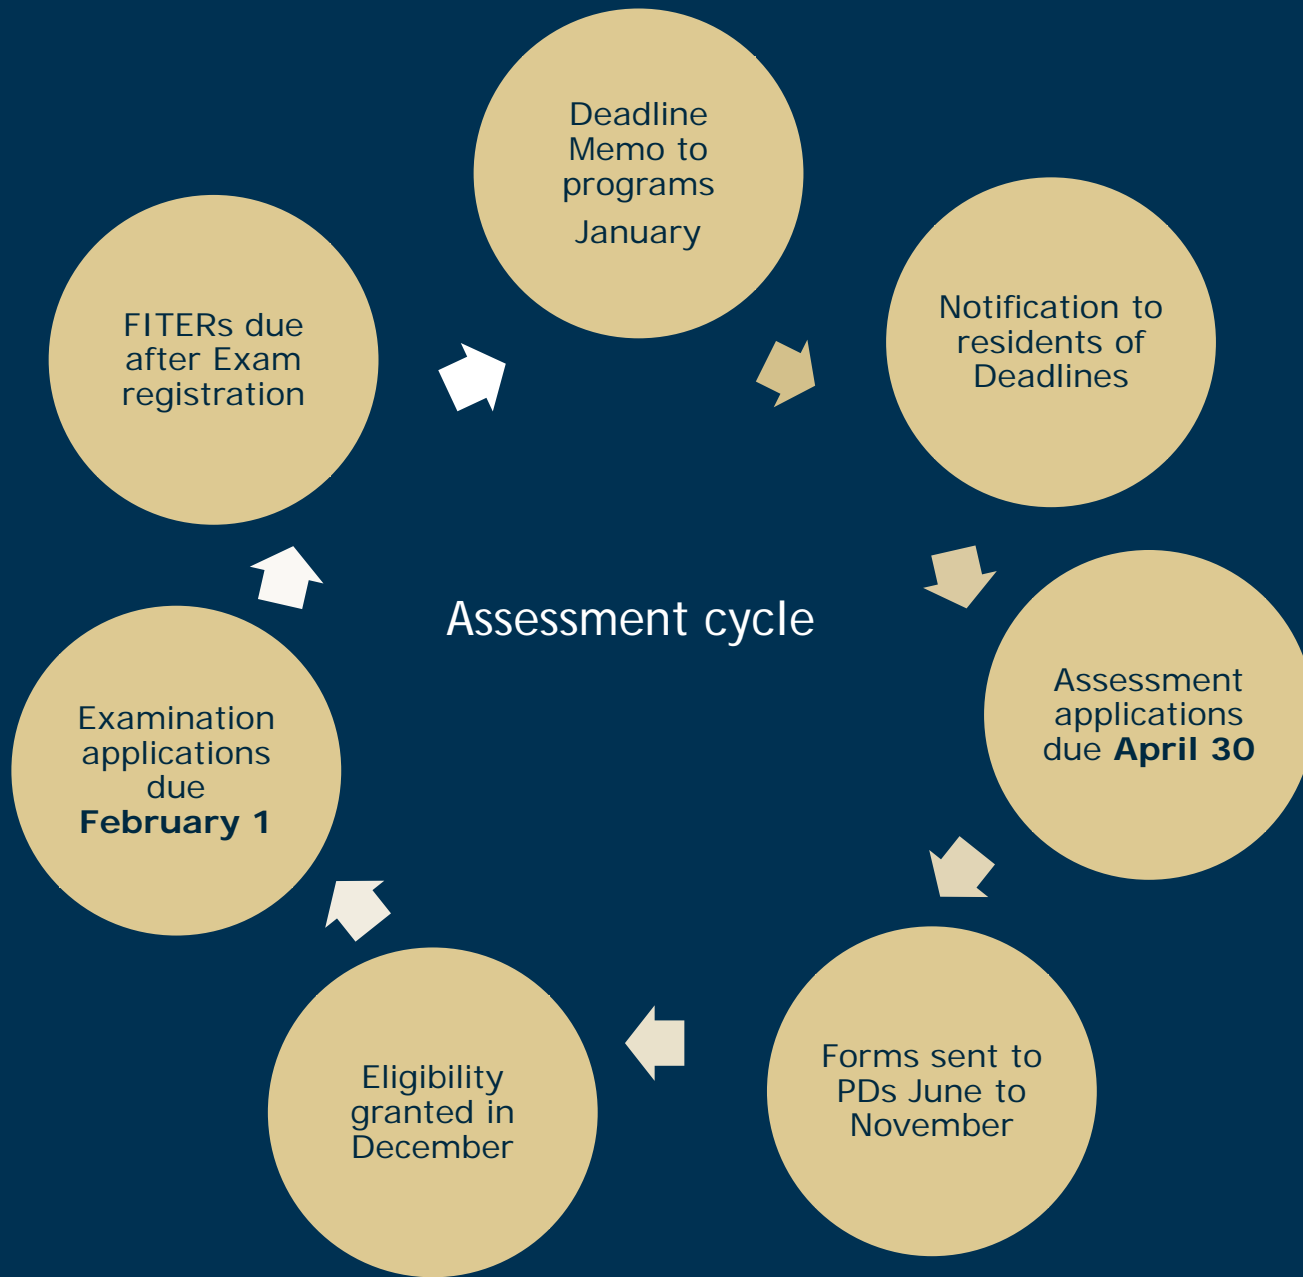 Deadline
Memo to
programs
January
Notification to
residents of
Deadlines
Assessment
applications
due April 30
Forms sent to
PDs June to
November
Eligibility
granted in
December
Examination
applications
due
February 1
FITERs due
after Exam
registration
Assessment cycle